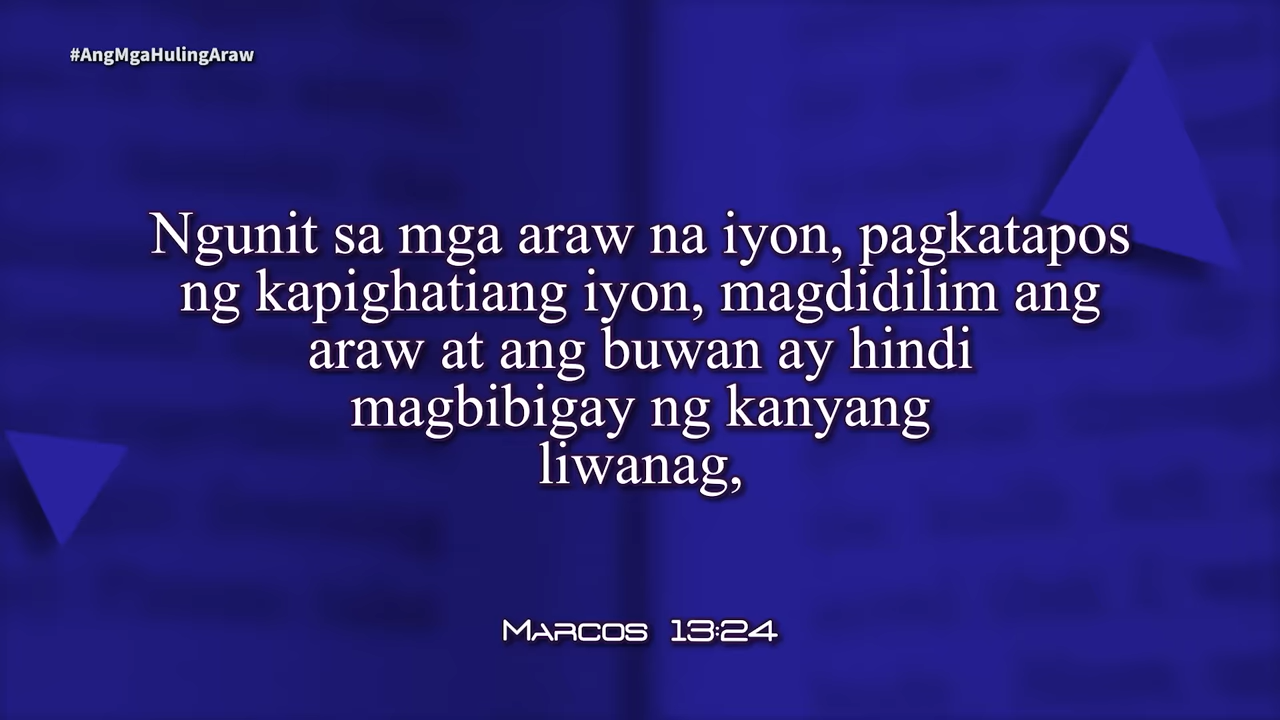 #AngMgaHulingAraw
Ngunit sa mga araw na iyon, pagkatapos
ng kapighatiang iyon, magdidilim ang
araw at ang buwan ay hindi
magbibigay ng kanyang
liwanag,
Marcos 13:24